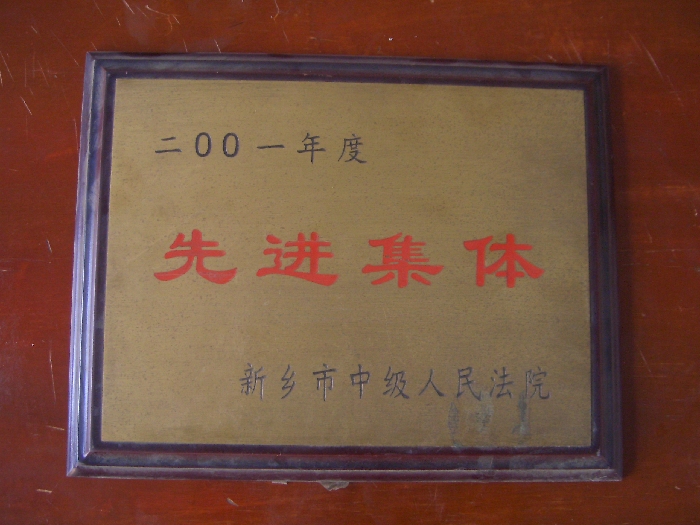 二00一年度
先进集体
新乡市中级人民法院